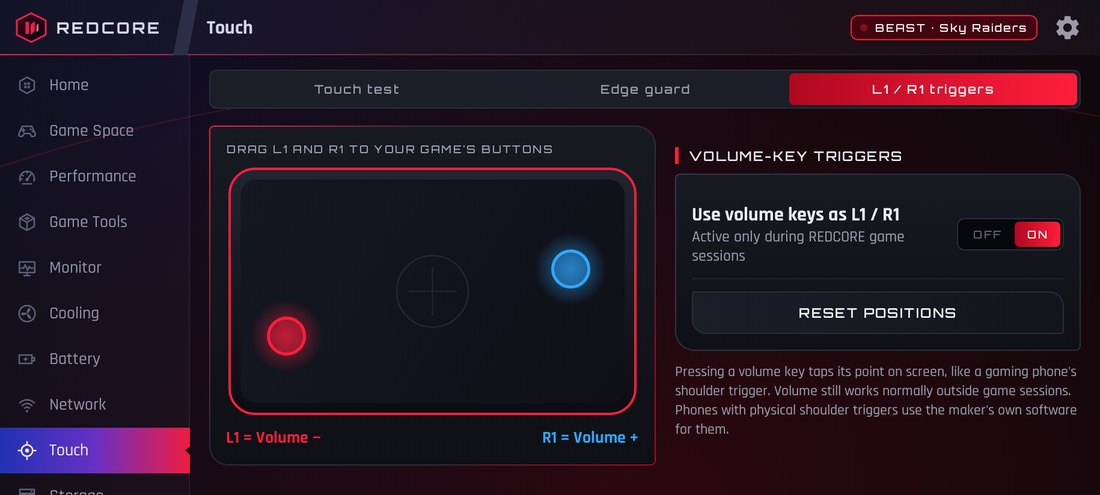 REDCORE
Touch
BEAST · Sky Raiders
Home
Game Space
Performance
Game Tools
Monitor
Cooling
Battery
Network
Touch
Storage
Touch test
Edge guard
L1 / R1 triggers
DRAG L1 AND R1 TO YOUR GAME'S BUTTONS
L1 = Volume −
R1 = Volume +
VOLUME-KEY TRIGGERS
Use volume keys as L1 / R1
Active only during REDCORE game
sessions
OFF
ON
RESET POSITIONS
Pressing a volume key taps its point on screen, like a gaming phone's
shoulder trigger. Volume still works normally outside game sessions.
Phones with physical shoulder triggers use the maker's own software
for them.